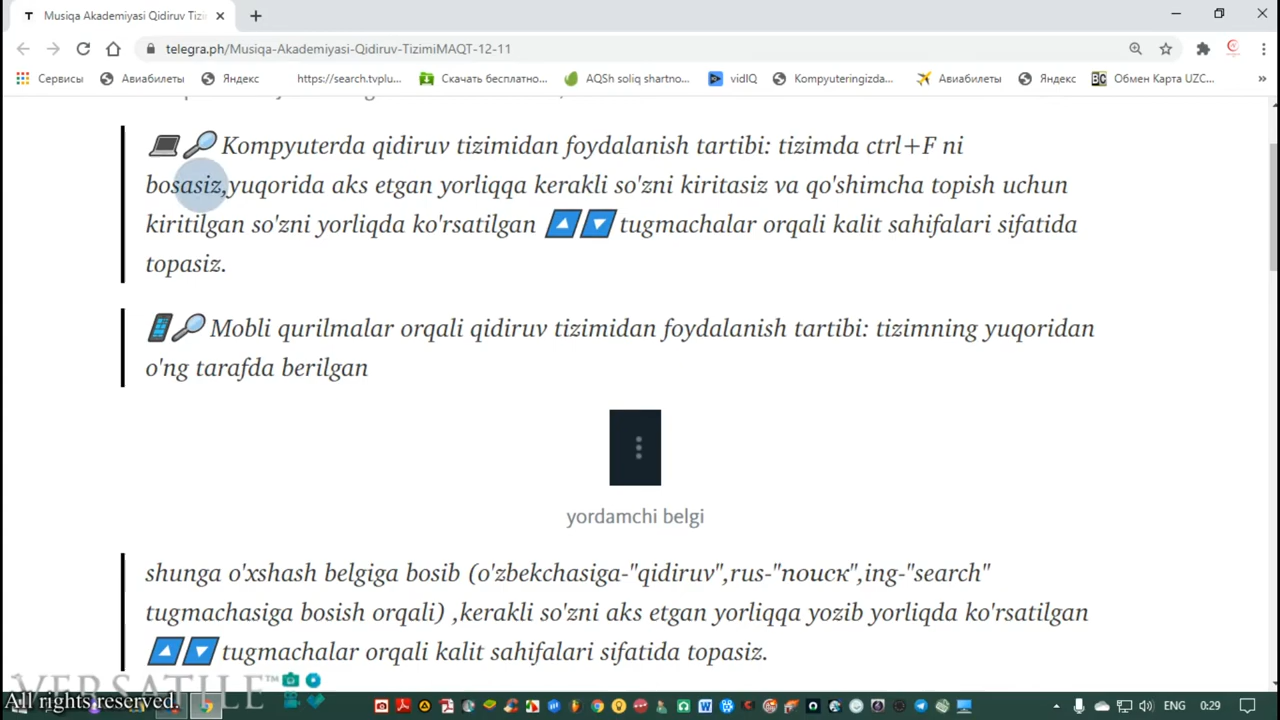 Musiqa Akademiyasi Qidiruv Tizi
telegra.ph/Musiqa-Akademiyasi-Qidiruv-TizimiMAQT-12-11
Сервисы Авиабилеты Яндекс https://search.tvplu... Скачать бесплатно... AQSh soliq shartno... vidIQ Kompyuteringizda... Авиабилеты Яндекс Обмен Карта UZC... »
Kompyuterda qidiruv tizimidan foydalanish tartibi: tizimda ctrl+F ni
bosasiz,yuqorida aks etgan yorliqqa kerakli so'zni kiritasiz va qo'shimcha topish uchun
kiritilgan so'zni yorliqda ko'rsatilgan 🔼🔽 tugmachalar orqali kalit sahifalari sifatida
topasiz.
Mobli qurilmalar orqali qidiruv tizimidan foydalanish tartibi: tizimning yuqoridan
o'ng tarafda berilgan
yordamchi belgi
shunga o'xshash belgiga bosib (o'zbekchasiga-"qidiruv",rus-"поиск",ing-"search"
tugmachasiga bosish orqali) ,kerakli so'zni aks etgan yorliqqa yozib yorliqda ko'rsatilgan
🔼🔽 tugmachalar orqali kalit sahifalari sifatida topasiz.
VERSATILE™
All rights reserved.
ENG 0:29